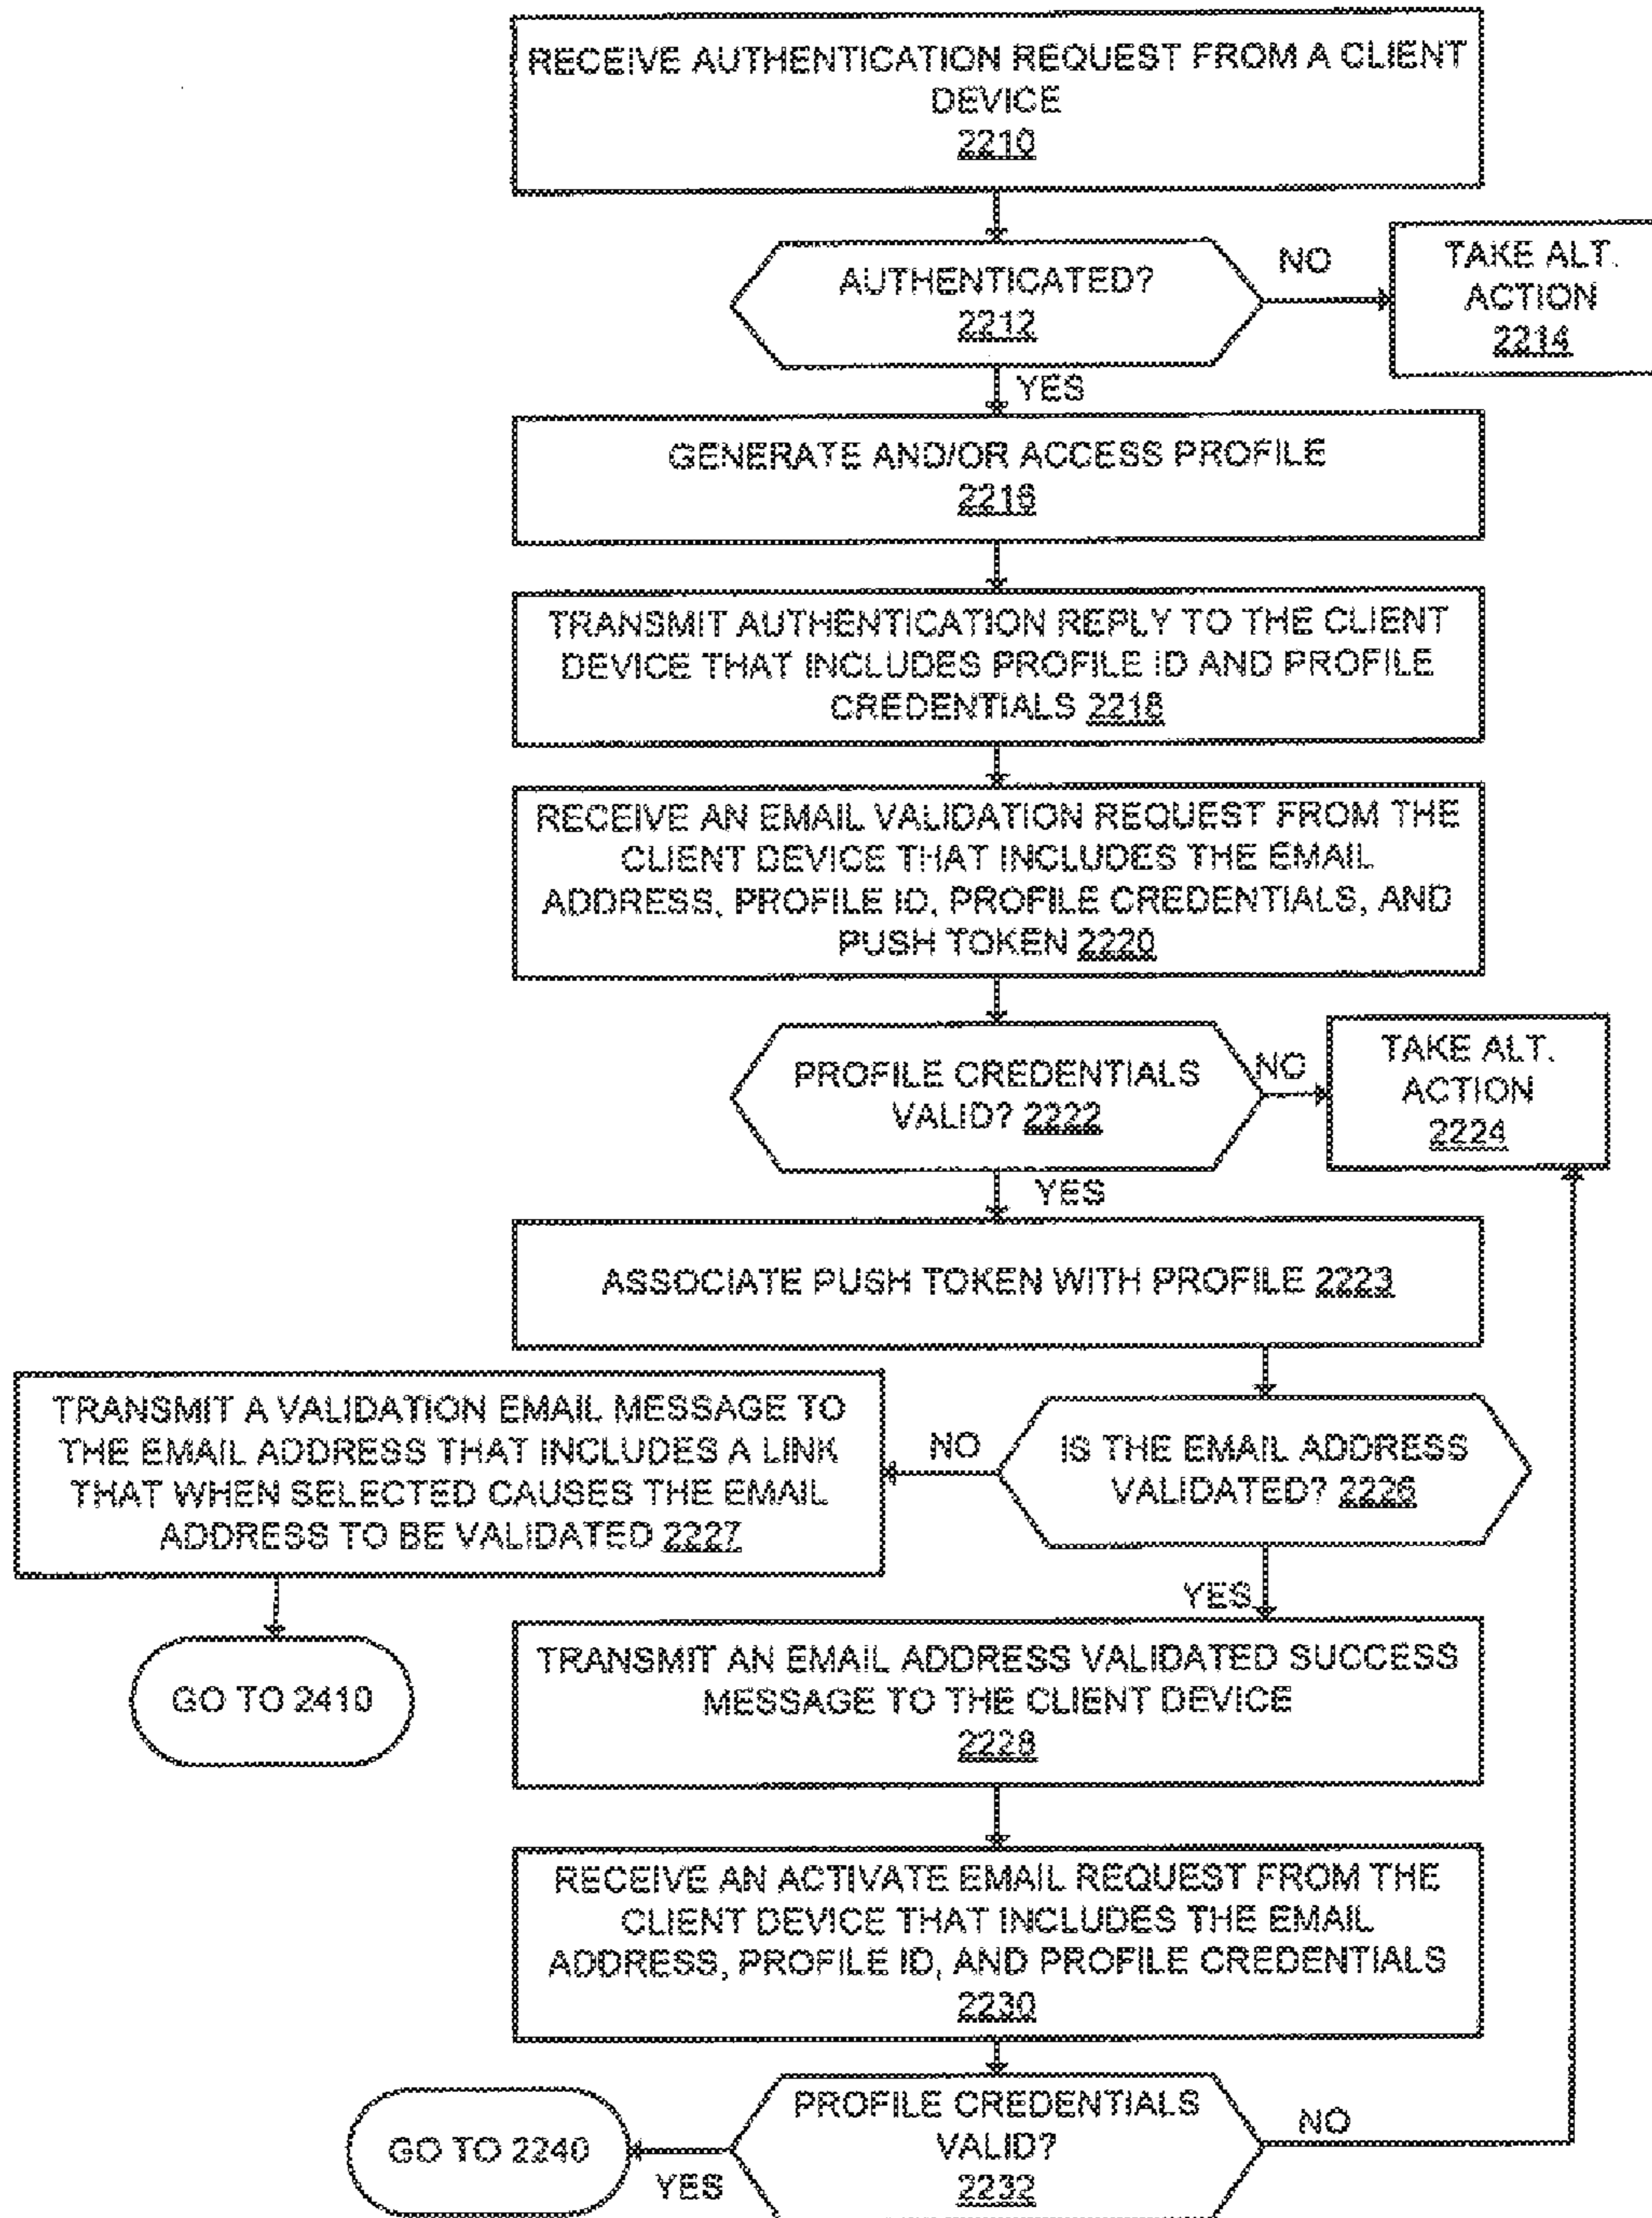 RECEIVE AUTHENTICATION REQUEST FROM A CLIENT
DEVICE
2210
AUTHENTICATED?
2212
NO
TAKE ALT.
ACTION
2214
YES
GENERATE AND/OR ACCESS PROFILE
2216
TRANSMIT AUTHENTICATION REPLY TO THE CLIENT
DEVICE THAT INCLUDES PROFILE ID AND PROFILE
CREDENTIALS 2218
RECEIVE AN EMAIL VALIDATION REQUEST FROM THE
CLIENT DEVICE THAT INCLUDES THE EMAIL
ADDRESS, PROFILE ID, PROFILE CREDENTIALS, AND
PUSH TOKEN 2220
PROFILE CREDENTIALS
VALID? 2222
NO
TAKE ALT.
ACTION
2224
YES
ASSOCIATE PUSH TOKEN WITH PROFILE 2223
IS THE EMAIL ADDRESS
VALIDATED? 2226
NO
TRANSMIT A VALIDATION EMAIL MESSAGE TO
THE EMAIL ADDRESS THAT INCLUDES A LINK
THAT WHEN SELECTED CAUSES THE EMAIL
ADDRESS TO BE VALIDATED 2227
GO TO 2410
YES
TRANSMIT AN EMAIL ADDRESS VALIDATED SUCCESS
MESSAGE TO THE CLIENT DEVICE
2228
RECEIVE AN ACTIVATE EMAIL REQUEST FROM THE
CLIENT DEVICE THAT INCLUDES THE EMAIL
ADDRESS, PROFILE ID, AND PROFILE CREDENTIALS
2230
PROFILE CREDENTIALS
VALID?
2232
NO
YES
GO TO 2240